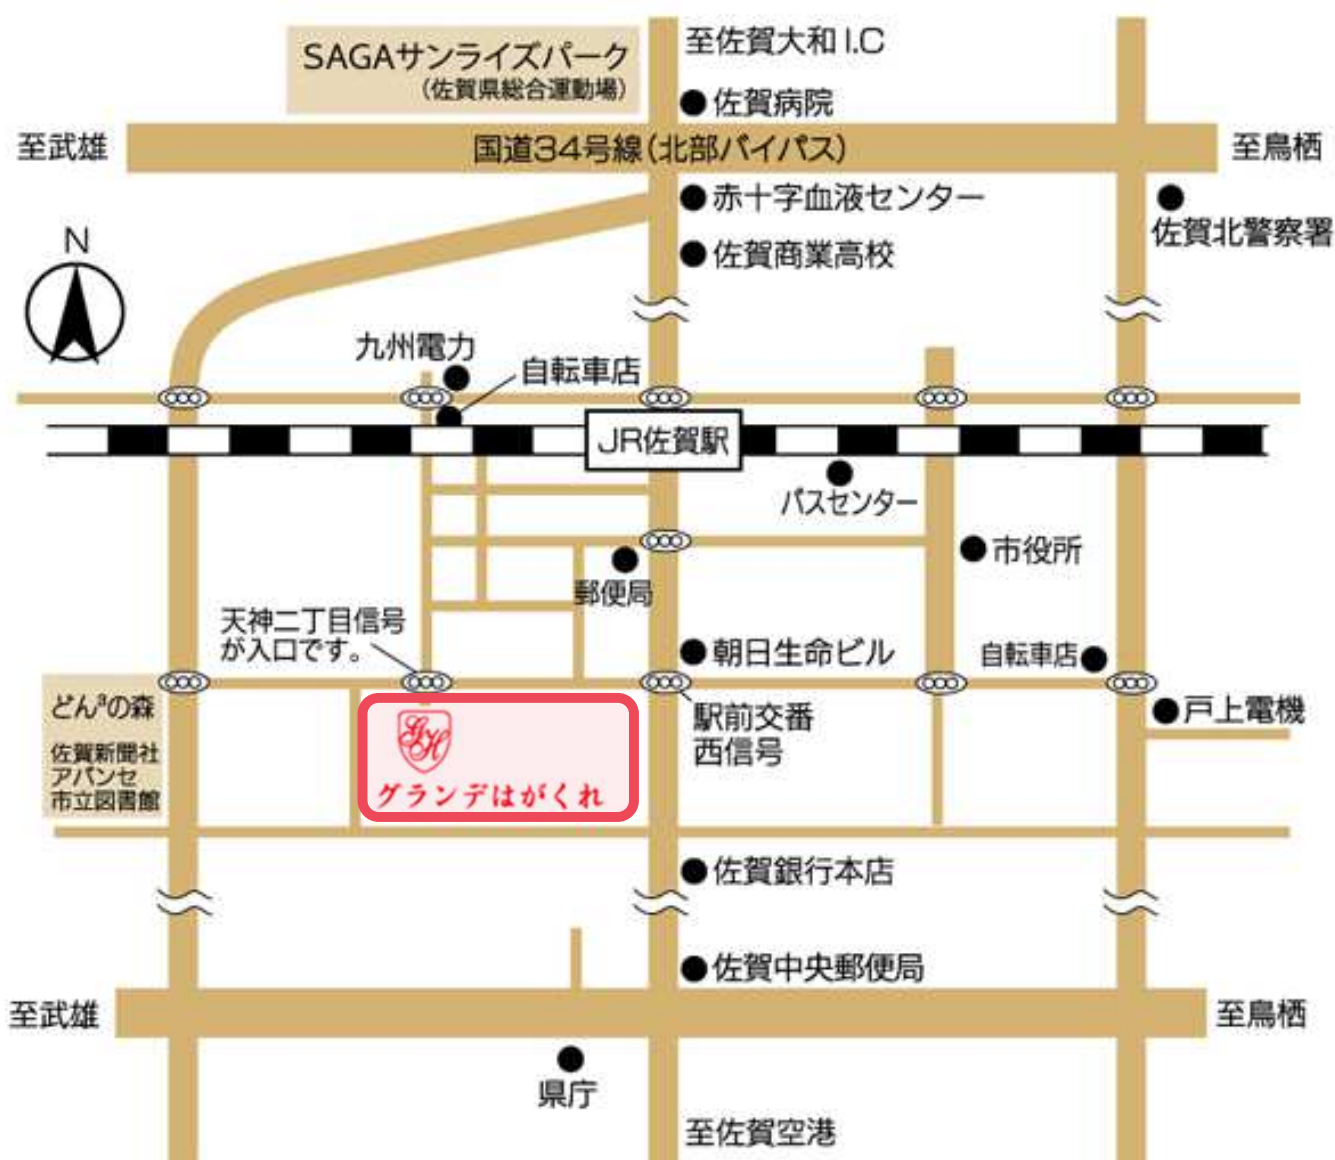 SAGAサンライズパーク
(佐賀県総合運動場)
至佐賀大和I.C
佐賀病院
至武雄
国道34号線(北部バイパス)
至鳥栖
赤十字血液センター
佐賀北警察署
佐賀商業高校
N
九州電力
自転車店
JR佐賀駅
バスセンター
市役所
郵便局
天神二丁目信号
が入口です。
朝日生命ビル
自転車店
どん³の森
佐賀新聞社
アバンセ
市立図書館
GH
グランデはがくれ
駅前交番
西信号
戸上電機
佐賀銀行本店
佐賀中央郵便局
至武雄
至鳥栖
県庁
至佐賀空港